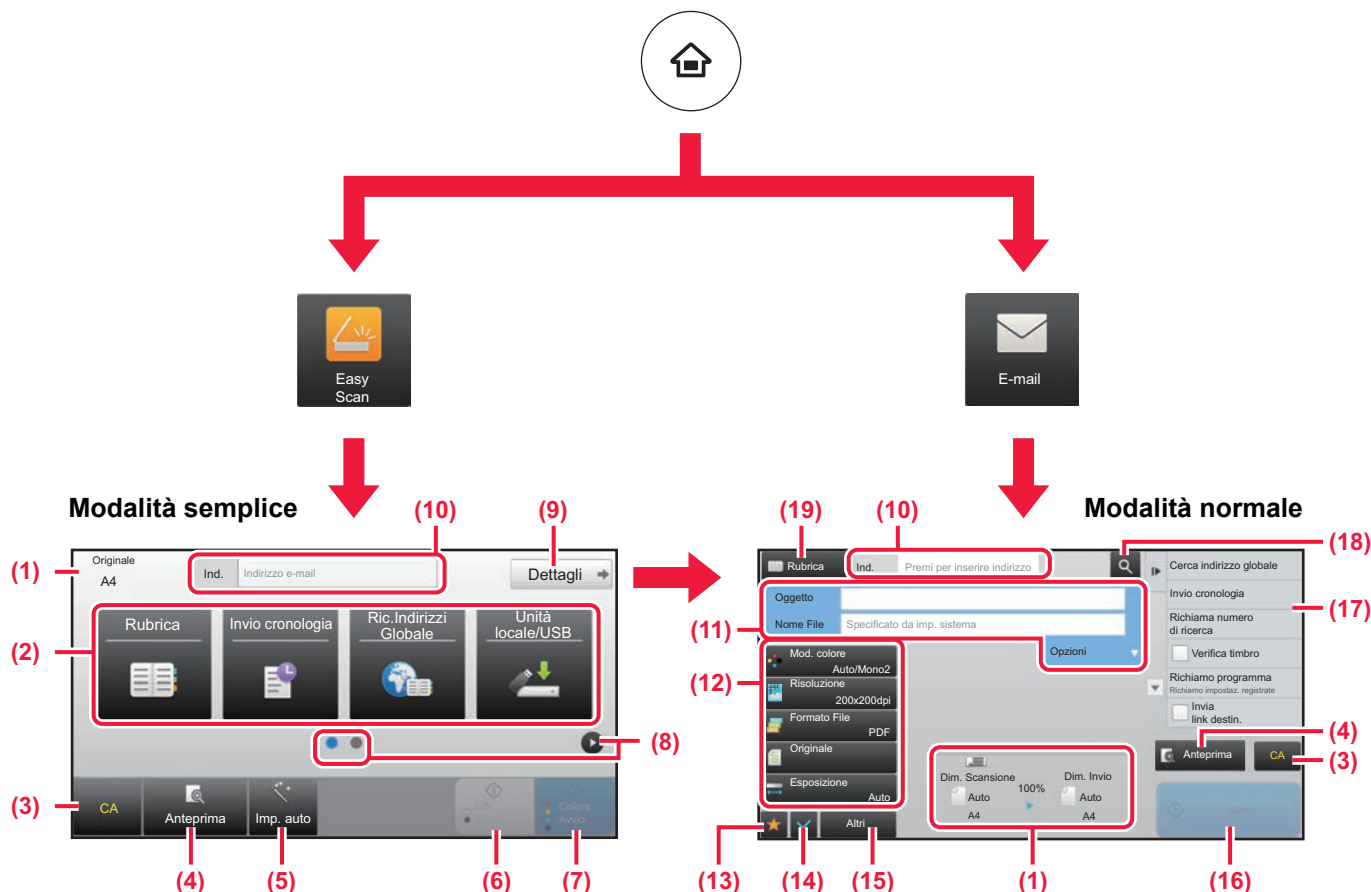 Easy
Scan
E-mail
Modalità semplice
(10)
(9)
(1)
Originale
A4
Ind.
Indirizzo e-mail
Dettagli
(2)
Rubrica
Invio cronologia
Ric.Indirizzi
Globale
Unità
locale/USB
(8)
(3)
CA
Anteprima
Imp. auto
B/N
Avvio
Colore
Avvio
(4)
(5)
(6)
(7)
Modalità normale
(19)
(10)
(18)
Rubrica
Ind.
Premi per inserire indirizzo
Oggetto
Nome File
Specificato da imp. sistema
(11)
Opzioni
(12)
Mod. colore
Auto/Mono2
Risoluzione
200x200dpi
Formato File
PDF
Originale
Esposizione
Auto
Dim. Scansione
Auto
A4
100%
Dim. Invio
Auto
A4
Altri
Cerca indirizzo globale
Invio cronologia
(17)
Richiama numero
di ricerca
Verifica timbro
Richiamo programma
Richiamo impostaz. registrate
Invia
link destin.
(4)
Anteprima
CA
(3)
Avvio
(13)
(14)
(15)
(1)
(16)